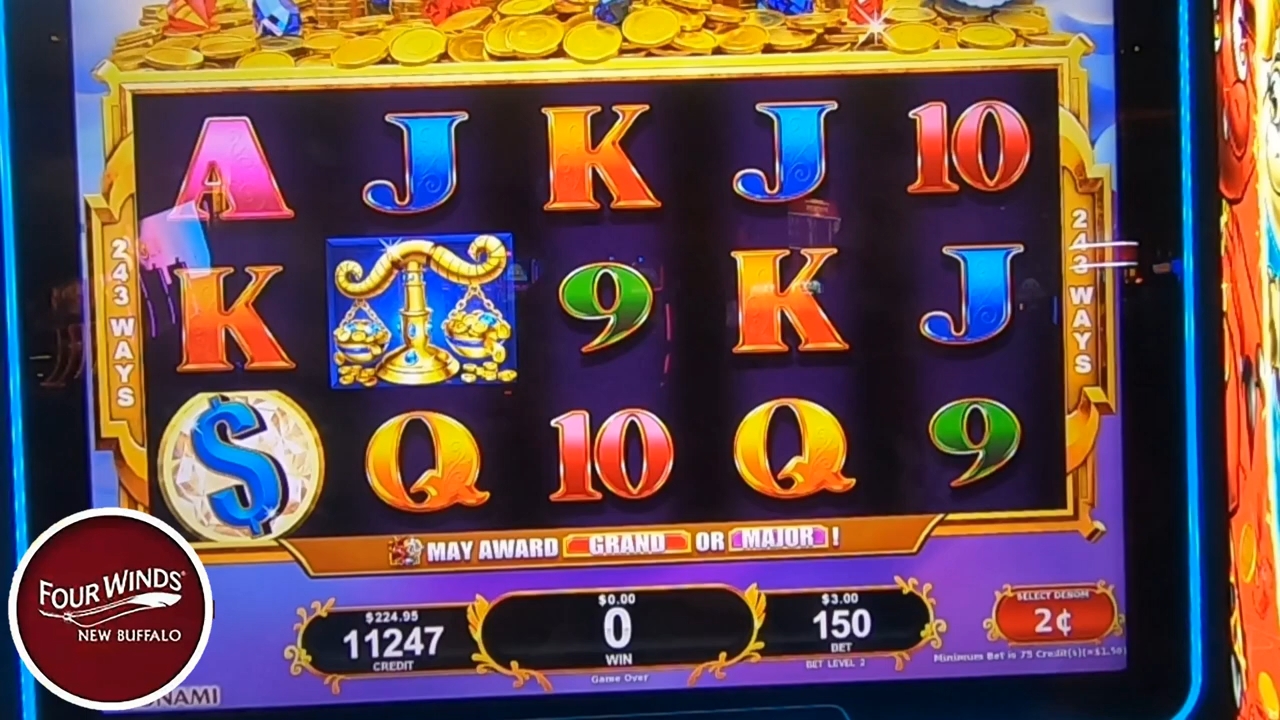 A J K J 10
K 9 K J
$ Q 10 Q 9
243 WAYS
243 WAYS
MAY AWARD GRAND OR MAJOR !
$224.95
11247
CREDIT
$0.00
0
WIN
Game Over
$3.00
150
BET
BET LEVEL 2
SELECT DENOM
2¢
Minimum Bet is 75 Credit(s)(=$1.50)
FOUR WINDS
NEW BUFFALO